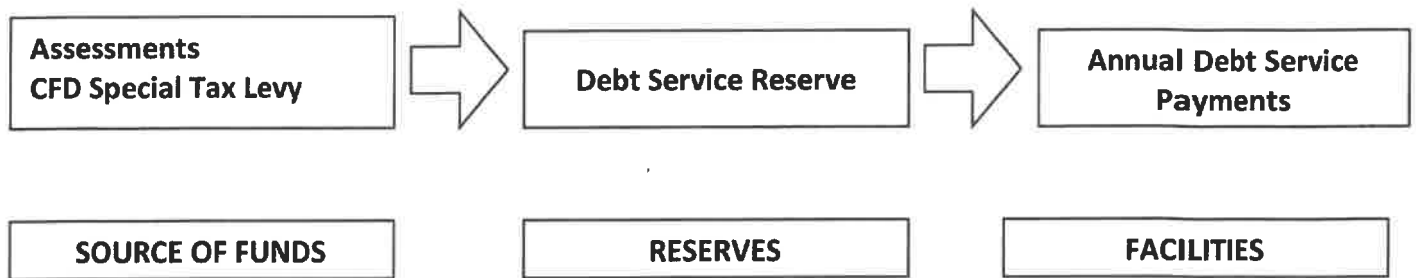 Assessments
CFD Special Tax Levy
Debt Service Reserve
Annual Debt Service
Payments
SOURCE OF FUNDS
RESERVES
FACILITIES